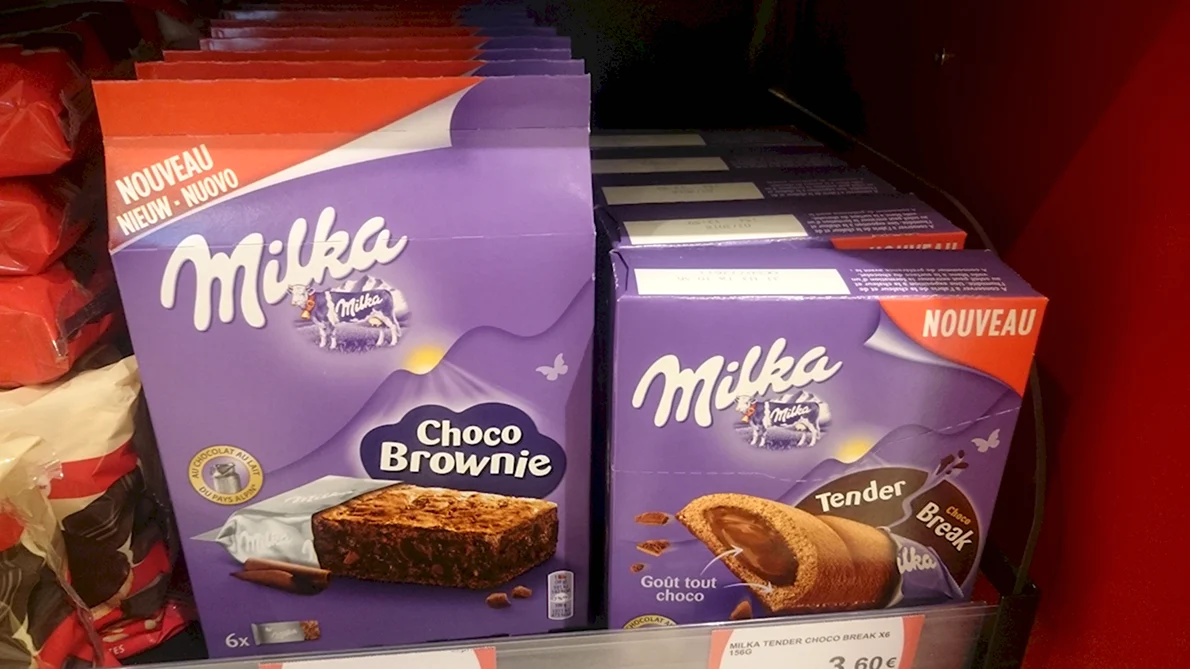 NOUVEAU
NIEUW - NUOVO
Milka
Milka
Choco
Brownie
AU CHOCOLAT AU LAIT
DU PAYS ALPIN
Milka
6x
NOUVEAU
NOUVEAU
Milka
Milka
Tender
Choco
Break
Goût tout
choco
MILKA TENDER CHOCO BREAK X6
156G
3,60€